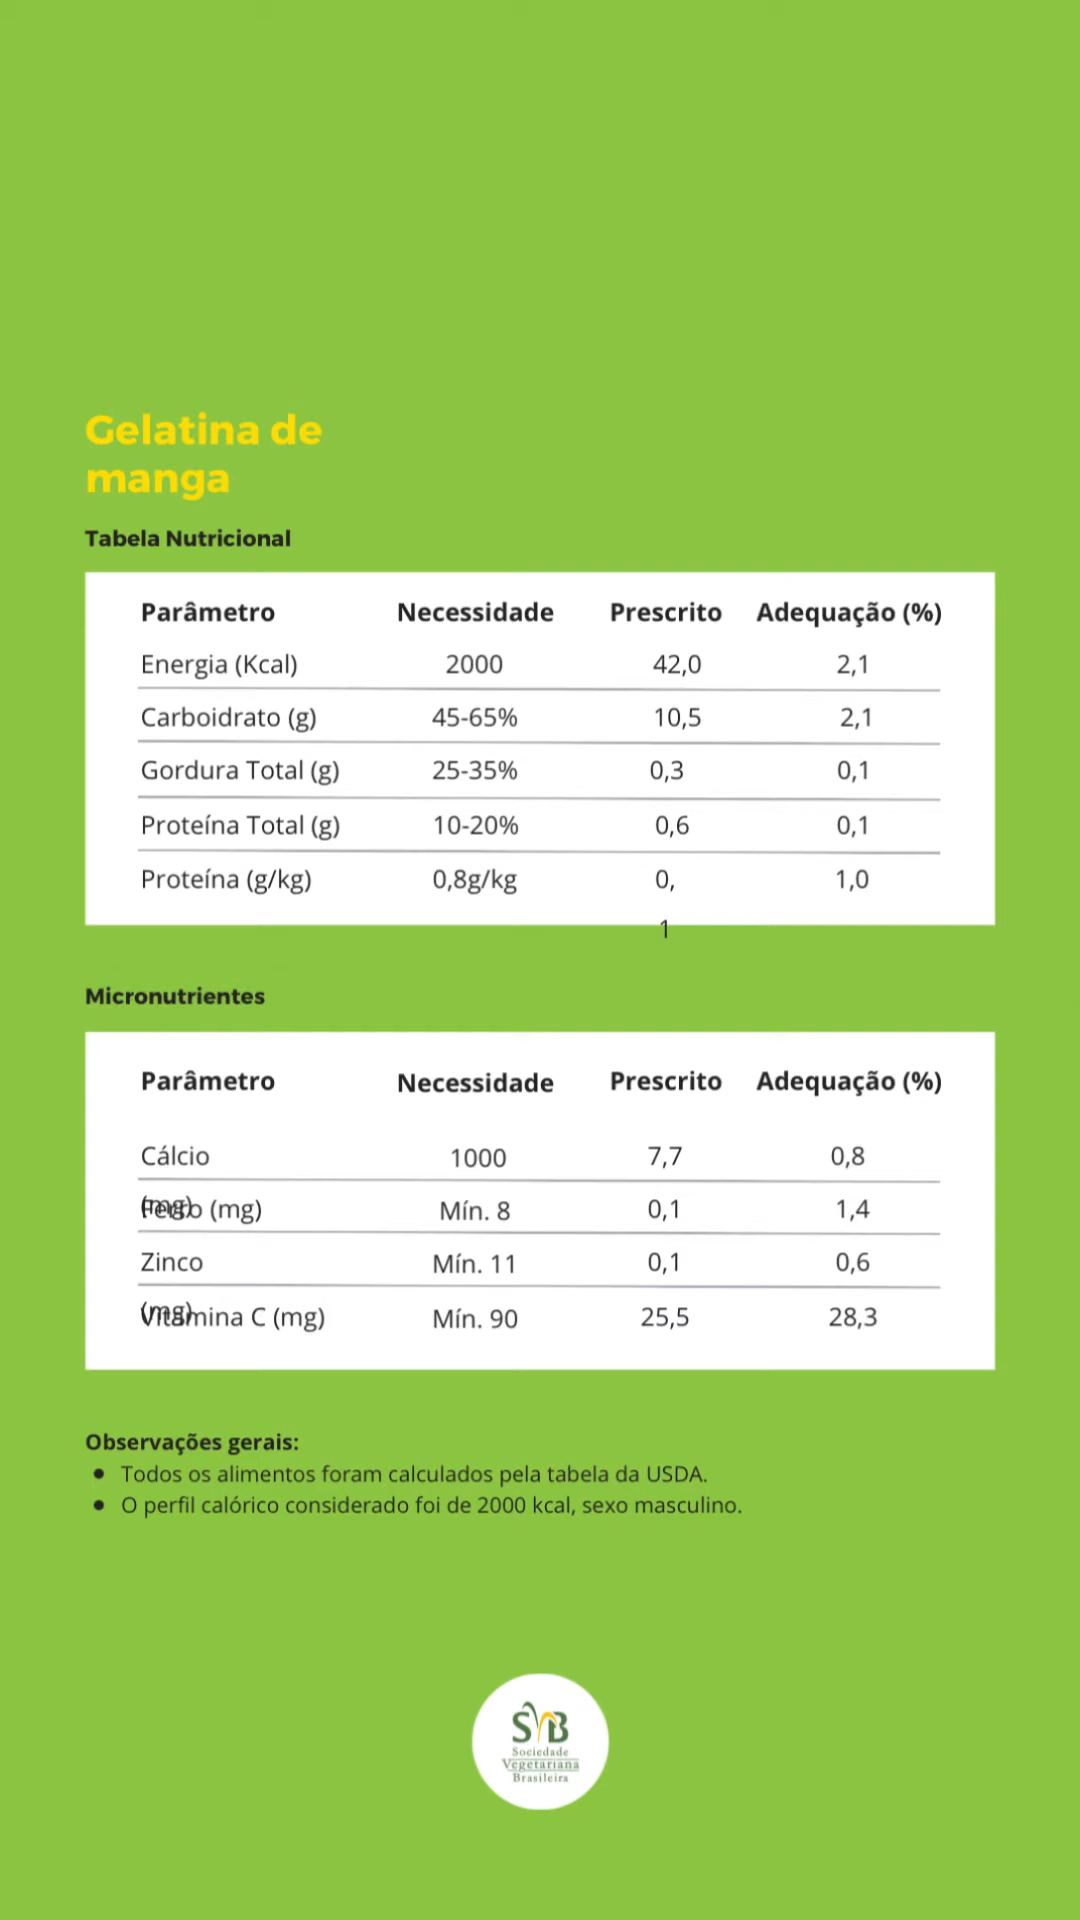 Gelatina de
manga
Tabela Nutricional
Parâmetro Necessidade Prescrito Adequação (%)
Energia (Kcal) 2000 42,0 2,1
Carboidrato (g) 45-65% 10,5 2,1
Gordura Total (g) 25-35% 0,3 0,1
Proteína Total (g) 10-20% 0,6 0,1
Proteína (g/kg) 0,8g/kg 0, 1,0
1
Micronutrientes
Parâmetro Necessidade Prescrito Adequação (%)
Cálcio 1000 7,7 0,8
(mg)
Ferro (mg) Mín. 8 0,1 1,4
Zinco Mín. 11 0,1 0,6
(mg)
Vitamina C (mg) Mín. 90 25,5 28,3
Observações gerais:
• Todos os alimentos foram calculados pela tabela da USDA.
• O perfil calórico considerado foi de 2000 kcal, sexo masculino.
SVB
Sociedade
Vegetariana
Brasileira